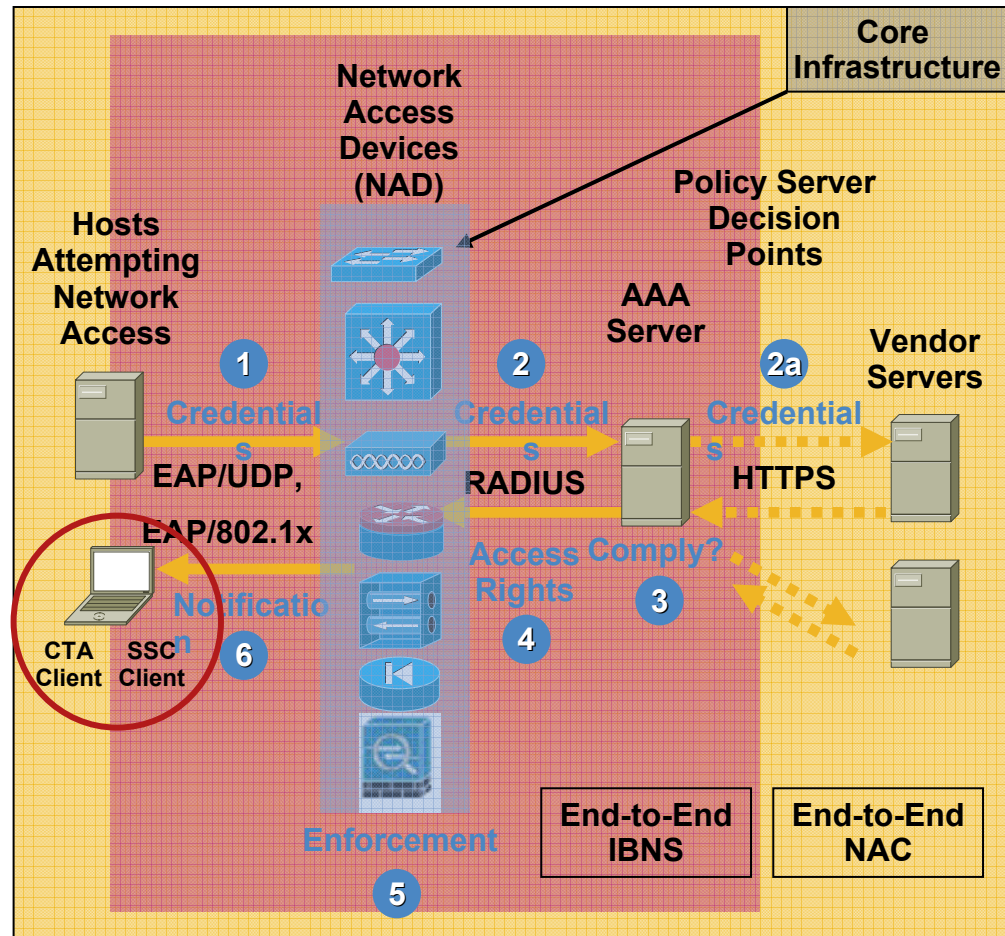 Core
Infrastructure
Network
Access
Devices
(NAD)
Policy Server
Decision
Points
Hosts
Attempting
Network
Access
AAA
Server
Vendor
Servers
1
2
2a
Credential
s
Credential
s
Credential
s
EAP/UDP,
RADIUS
HTTPS
EAP/802.1x
Access
Rights
Comply?
Notificatio
n
3
4
6
CTA
Client
SSC
Client
End-to-End
IBNS
End-to-End
NAC
Enforcement
5